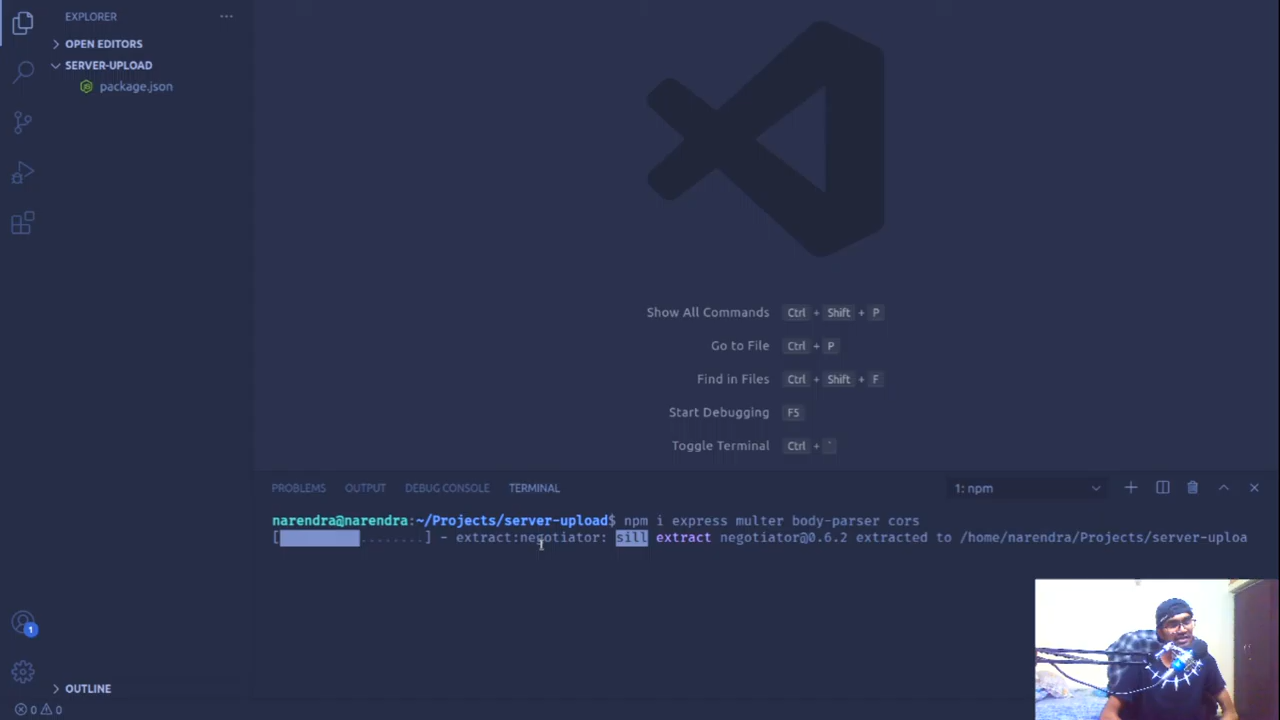 EXPLORER
OPEN EDITORS
SERVER-UPLOAD
package.json
Show All Commands Ctrl + Shift + P
Go to File Ctrl + P
Find in Files Ctrl + Shift + F
Start Debugging F5
Toggle Terminal Ctrl + `
PROBLEMS OUTPUT DEBUG CONSOLE TERMINAL 1: npm
narendra@narendra:~/Projects/server-upload$ npm i express multer body-parser cors
[ ........] - extract:negotiator: sill extract negotiator@0.6.2 extracted to /home/narendra/Projects/server-uploa
1
OUTLINE
0 0